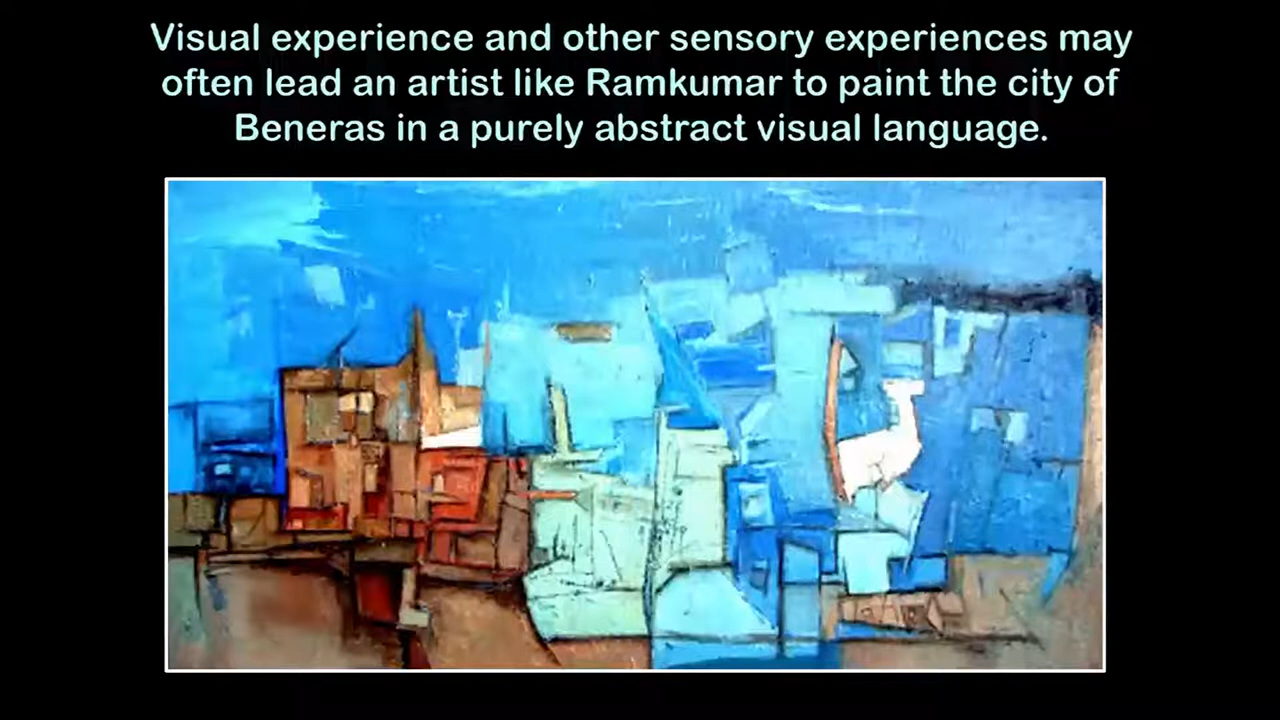 Visual experience and other sensory experiences may
often lead an artist like Ramkumar to paint the city of
Beneras in a purely abstract visual language.